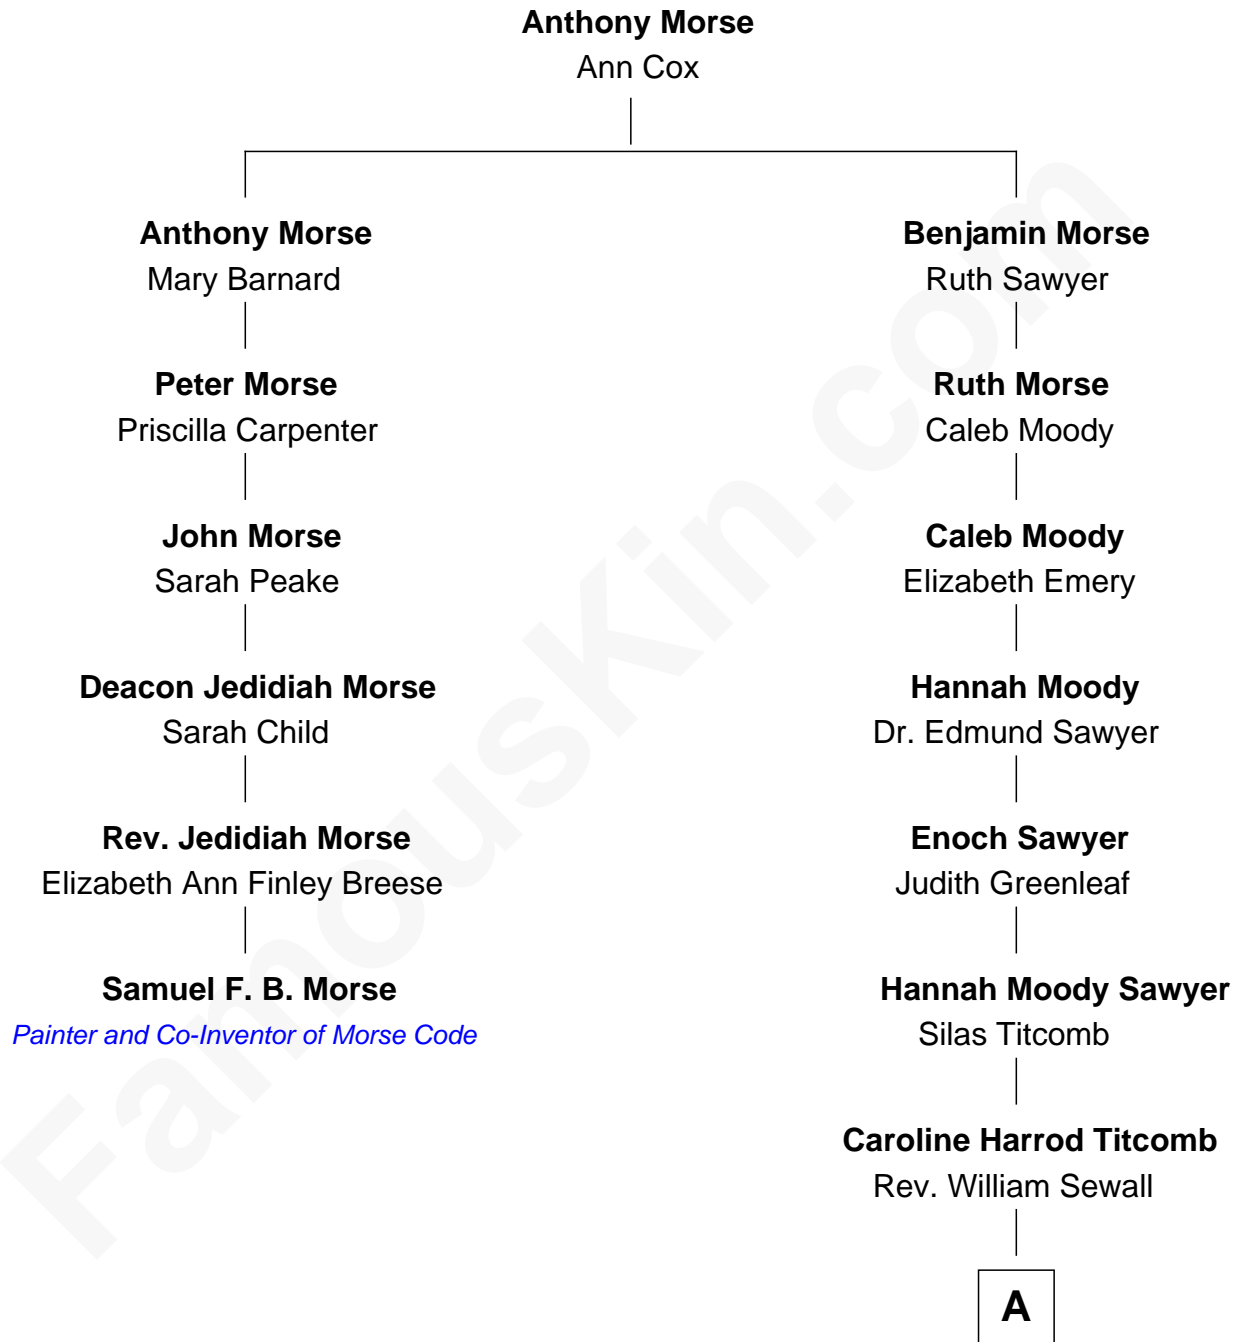 Anthony Morse
Ann Cox
Anthony Morse
Mary Barnard
Benjamin Morse
Ruth Sawyer
Peter Morse
Priscilla Carpenter
Ruth Morse
Caleb Moody
John Morse
Sarah Peake
Caleb Moody
Elizabeth Emery
Deacon Jedidiah Morse
Sarah Child
Hannah Moody
Dr. Edmund Sawyer
Rev. Jedidiah Morse
Elizabeth Ann Finley Breese
Enoch Sawyer
Judith Greenleaf
Samuel F. B. Morse
Painter and Co-Inventor of Morse Code
Hannah Moody Sawyer
Silas Titcomb
Caroline Harrod Titcomb
Rev. William Sewall
A
FamousKin.com